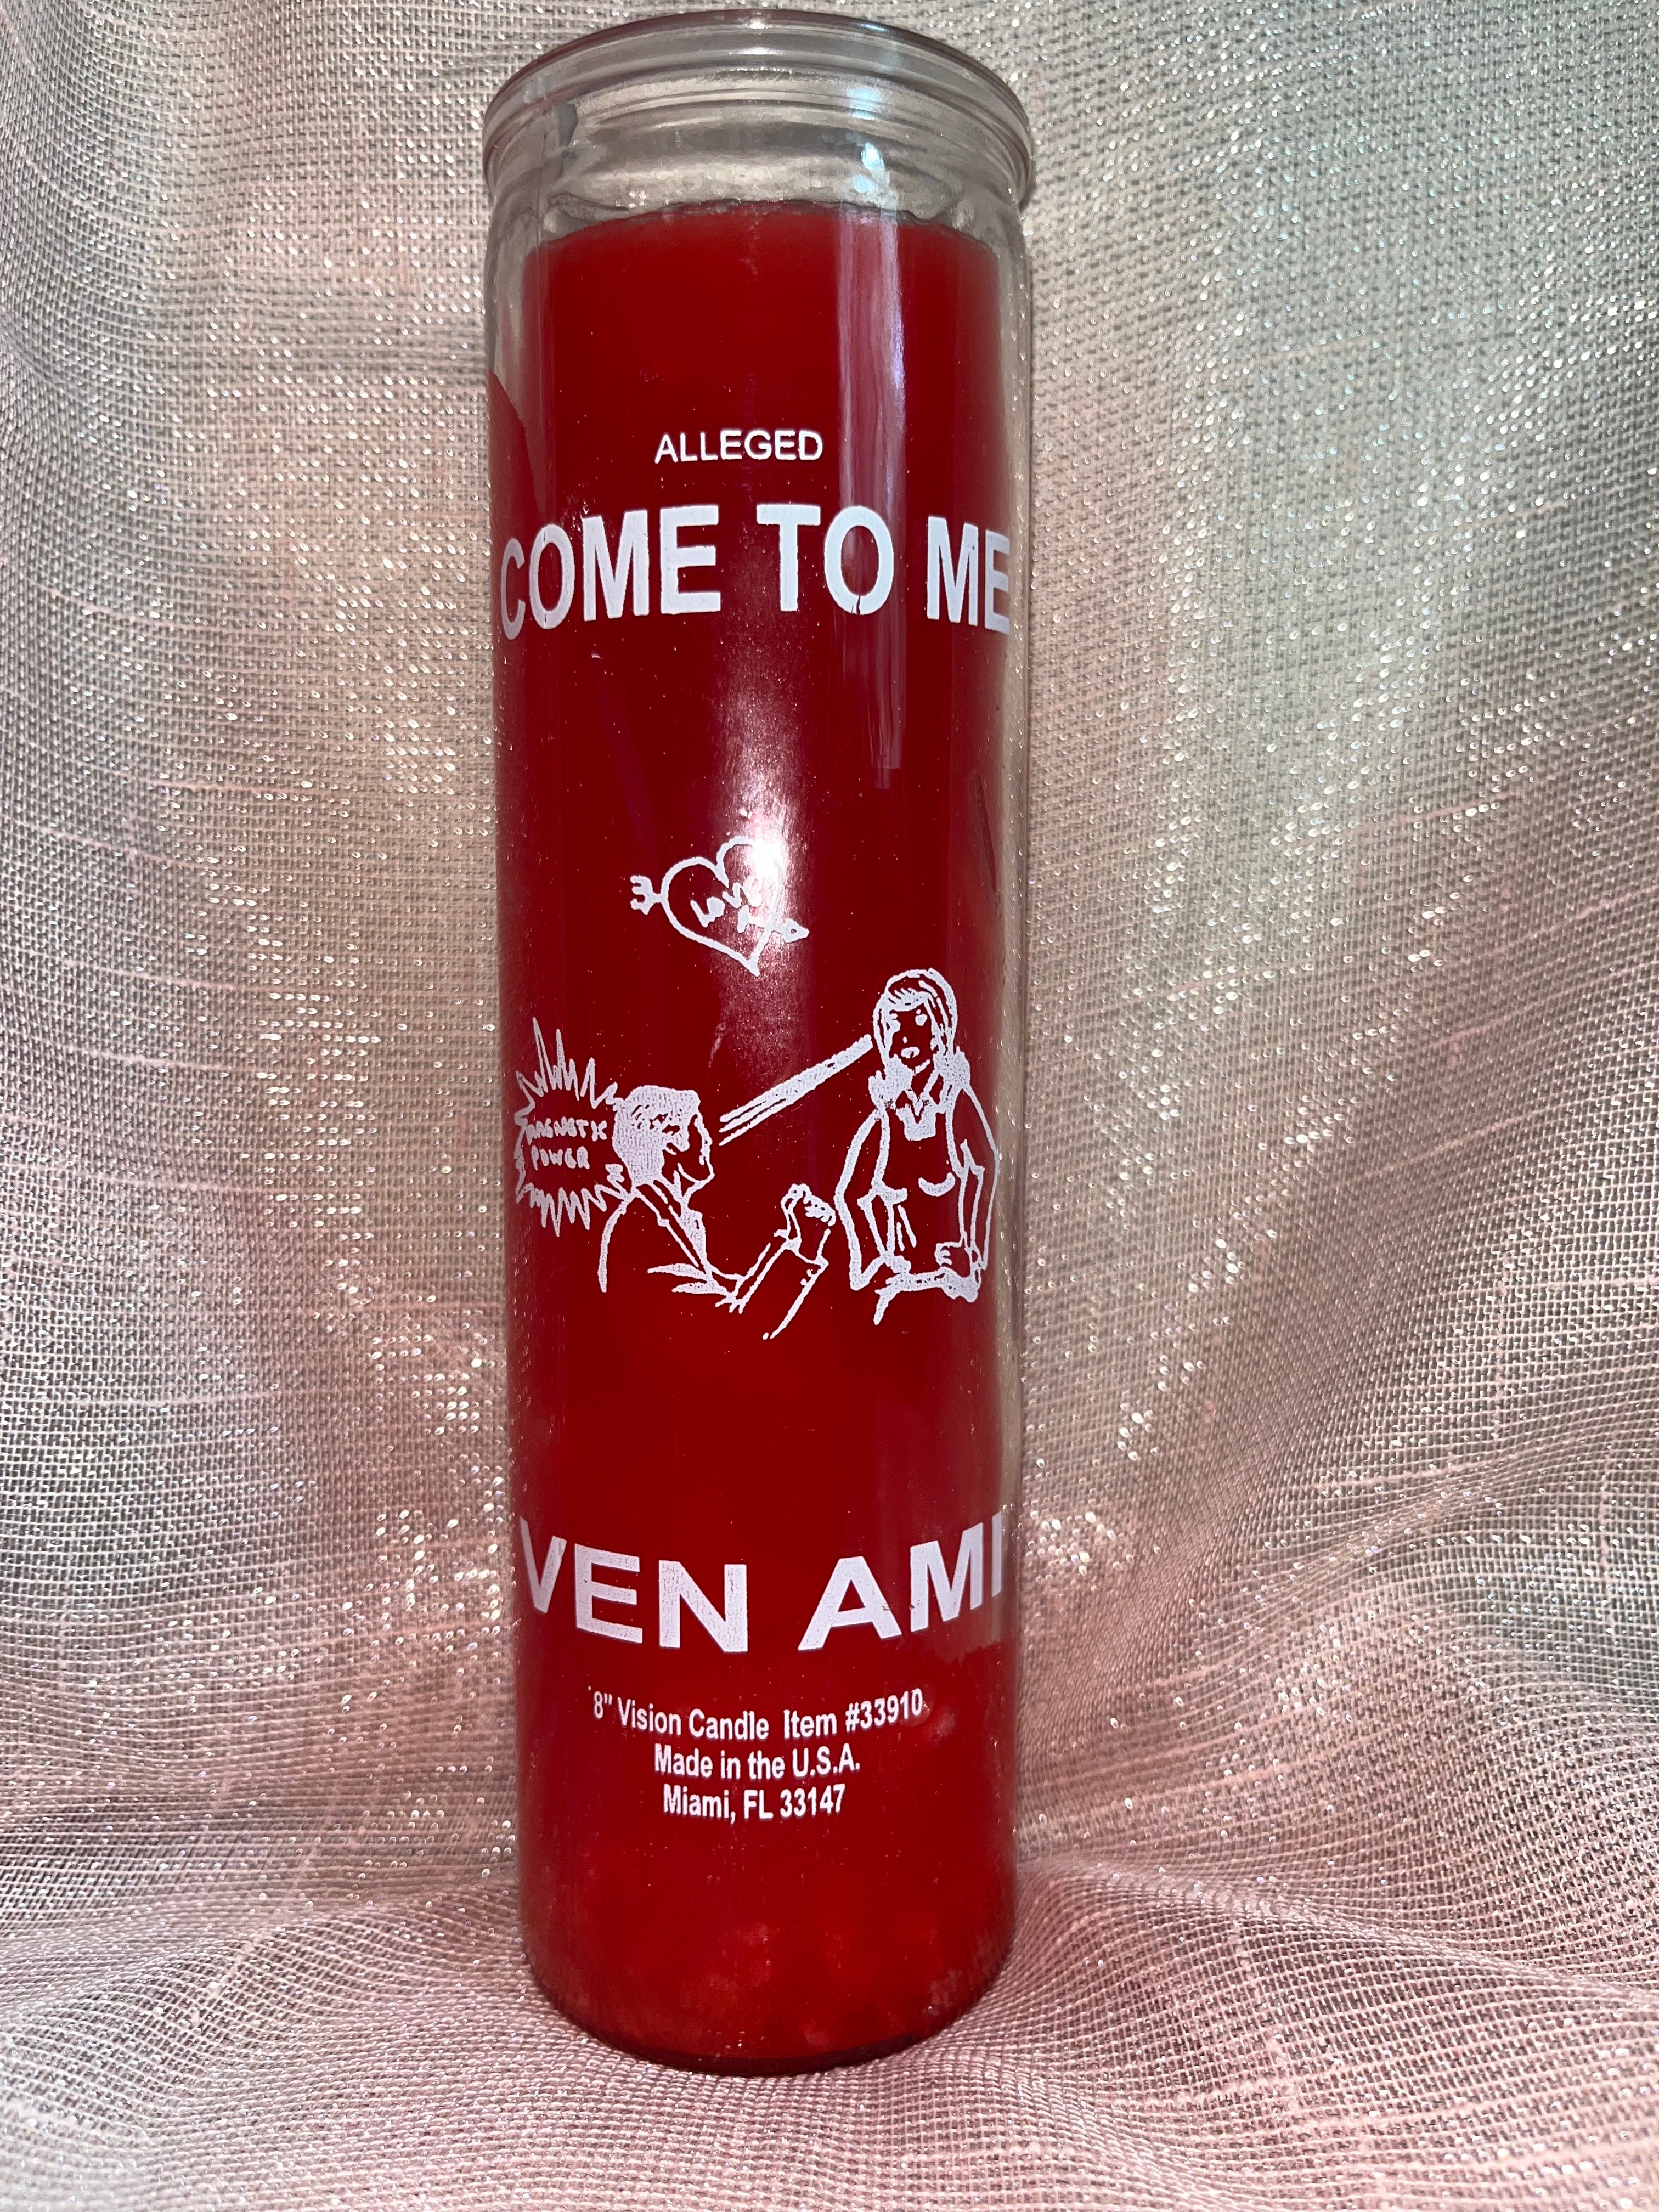 ALLEGED
COME TO ME
LOVE
MAGNETIC
POWER
VEN AMI
8" Vision Candle Item #33910
Made in the U.S.A.
Miami, FL 33147